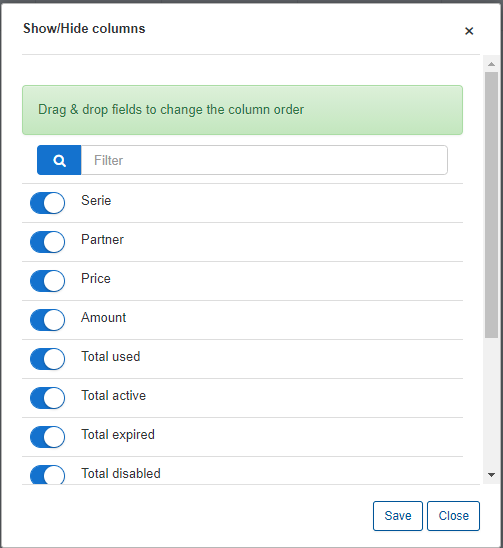 Show/Hide columns
×
Drag & drop fields to change the column order
Filter
Serie
Partner
Price
Amount
Total used
Total active
Total expired
Total disabled
Save Close